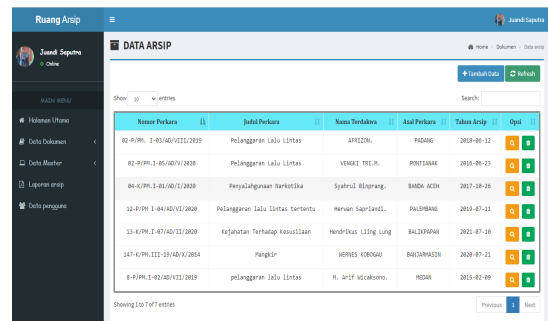 Ruang Arsip
Juandi Saputra
DATA ARSIP
Home > Dokumen > Data arsip
Juandi Saputra
Online
+ Tambah Data
Refresh
MAIN MENU
Show 10 entries
Search:
Halaman Utama
Data Dokumen
Data Master
Laporan arsip
Data pengguna
Nomor Perkara Judul Perkara Nama Terdakwa Asal Perkara Tahun Arsip Opsi
02-P/PM. I-03/AD/VIII/2019 Pelanggaran Lalu Lintas AFRIZON. PADANG 2018-06-12
02-P/PM.I-05/AD/V/2020 Pelanggaran Lalu Lintas VENGKI TRI.M. PONTIANAK 2016-06-23
04-K/PM.I-01/AD/I/2020 Penyalahgunaan Narkotika Syahrul Binprang. BANDA ACEH 2017-10-26
12-P/PM I-04/AD/VI/2020 Pelanggaran lalu lintas tertentu Hervan Sapriandi. PALEMBANG 2019-07-11
13-K/PM.I-07/AD/II/2020 Kejahatan Terhadap Kesusilaan Hendrikus Liing Lung BALIKPAPAN 2021-07-10
147-K/PM.III-19/AD/X/2014 Mangkir WERNES KOBOGAU BANJARMASIN 2020-07-21
8-P/PM.I-02/AD/VII/2019 pelanggaran lalu lintas M. Arif Wicaksono. MEDAN 2015-02-09
Showing 1 to 7 of 7 entries
Previous 1 Next